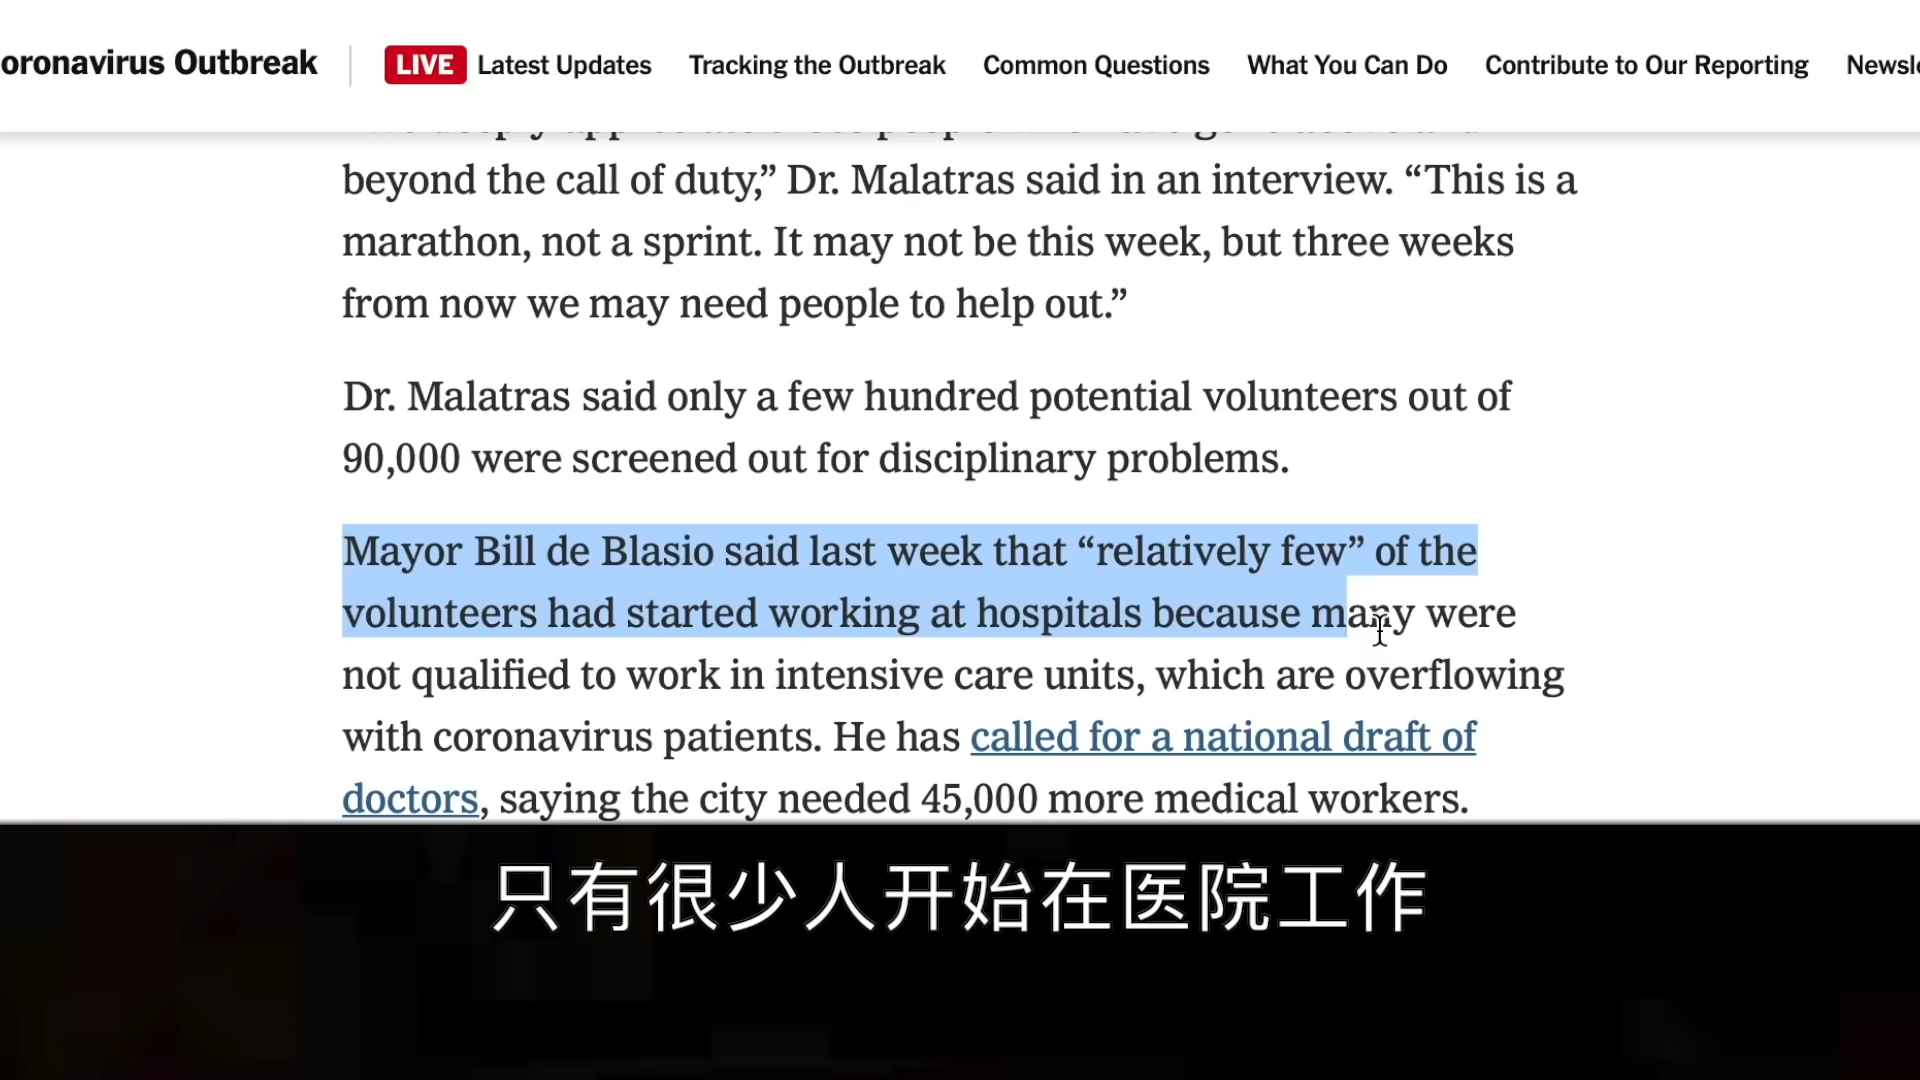 oronavirus Outbreak
LIVE Latest Updates Tracking the Outbreak Common Questions What You Can Do Contribute to Our Reporting
beyond the call of duty,” Dr. Malatras said in an interview. “This is a
marathon, not a sprint. It may not be this week, but three weeks
from now we may need people to help out.”
Dr. Malatras said only a few hundred potential volunteers out of
90,000 were screened out for disciplinary problems.
Mayor Bill de Blasio said last week that “relatively few” of the
volunteers had started working at hospitals because many were
not qualified to work in intensive care units, which are overflowing
with coronavirus patients. He has called for a national draft of
doctors, saying the city needed 45,000 more medical workers.
只有很少人开始在医院工作